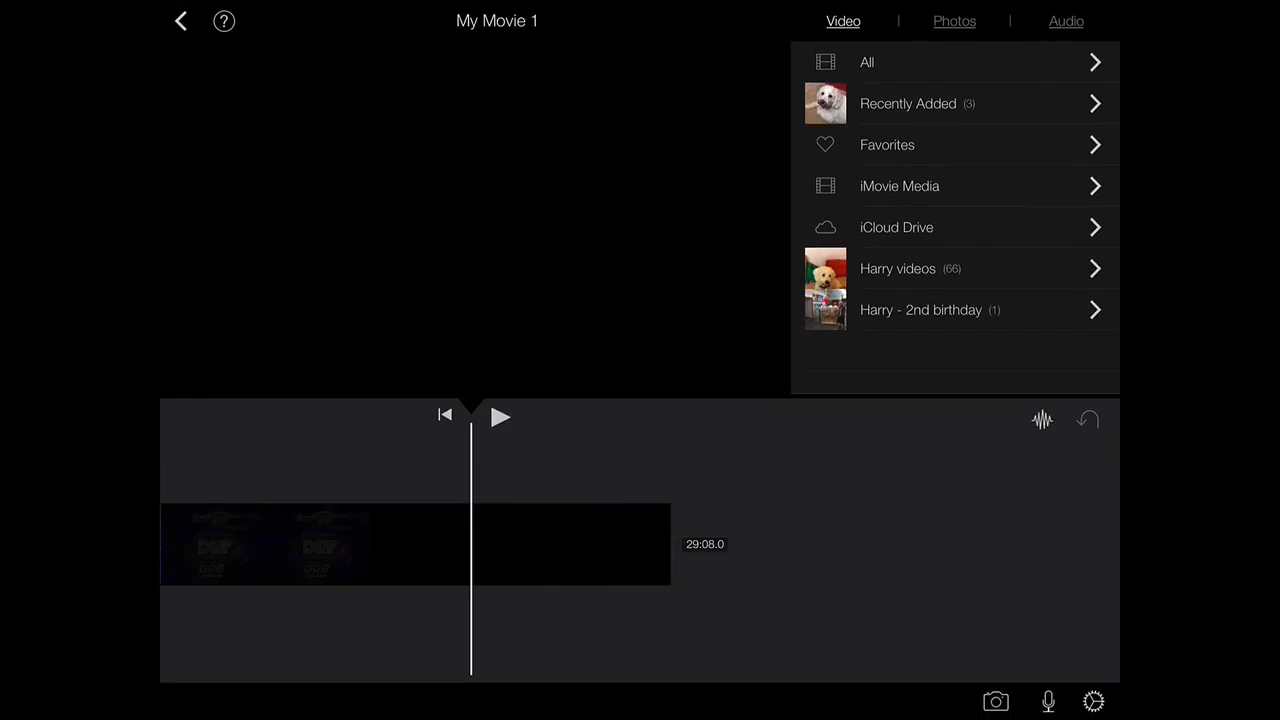 My Movie 1
Video | Photos | Audio
All
Recently Added (3)
Favorites
iMovie Media
iCloud Drive
Harry videos (66)
Harry - 2nd birthday (1)
29:08.0